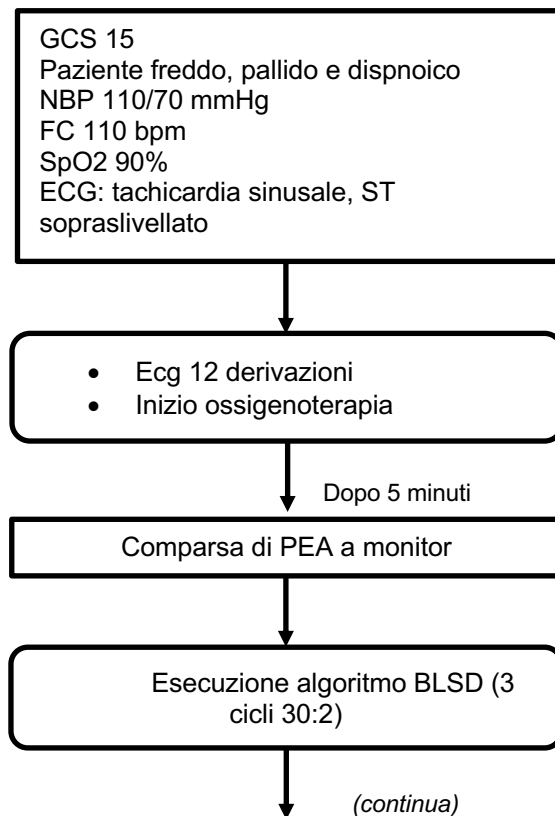 GCS 15
Paziente freddo, pallido e dispnoico
NBP 110/70 mmHg
FC 110 bpm
SpO2 90%
ECG: tachicardia sinusale, ST
sopraslivellato
• Ecg 12 derivazioni
• Inizio ossigenoterapia
Dopo 5 minuti
Comparsa di PEA a monitor
Esecuzione algoritmo BLSD (3
cicli 30:2)
(continua)